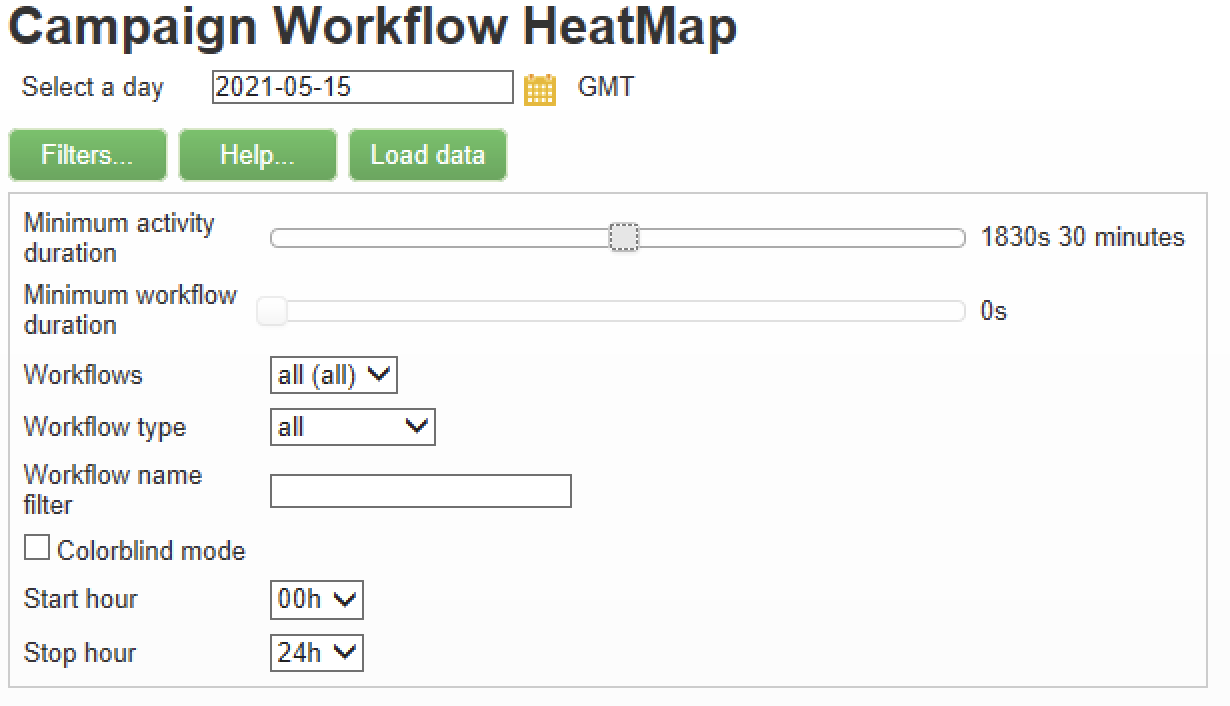 Campaign Workflow HeatMap
Select a day 2021-05-15 GMT
Filters... Help... Load data
Minimum activity
duration
1830s 30 minutes
Minimum workflow
duration
0s
Workflows all (all)
Workflow type all
Workflow name
filter
Colorblind mode
Start hour 00h
Stop hour 24h